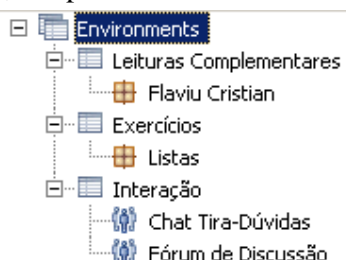 Environments
Leituras Complementares
Flaviu Cristian
Exercícios
Listas
Interação
Chat Tira-Dúvidas
Fórum de Discussão